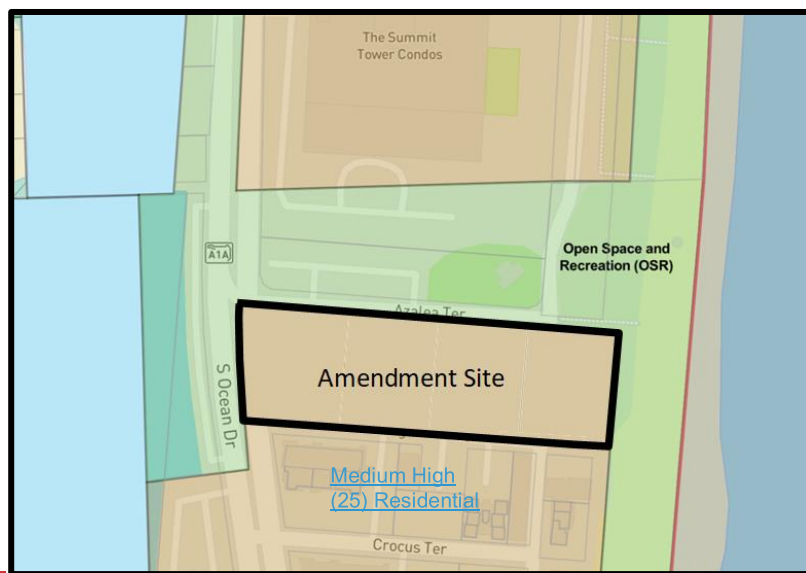 The Summit
Tower Condos
A1A
Open Space and
Recreation (OSR)
Azalea Ter
Amendment Site
S Ocean Dr
Medium High
(25) Residential
Crocus Ter